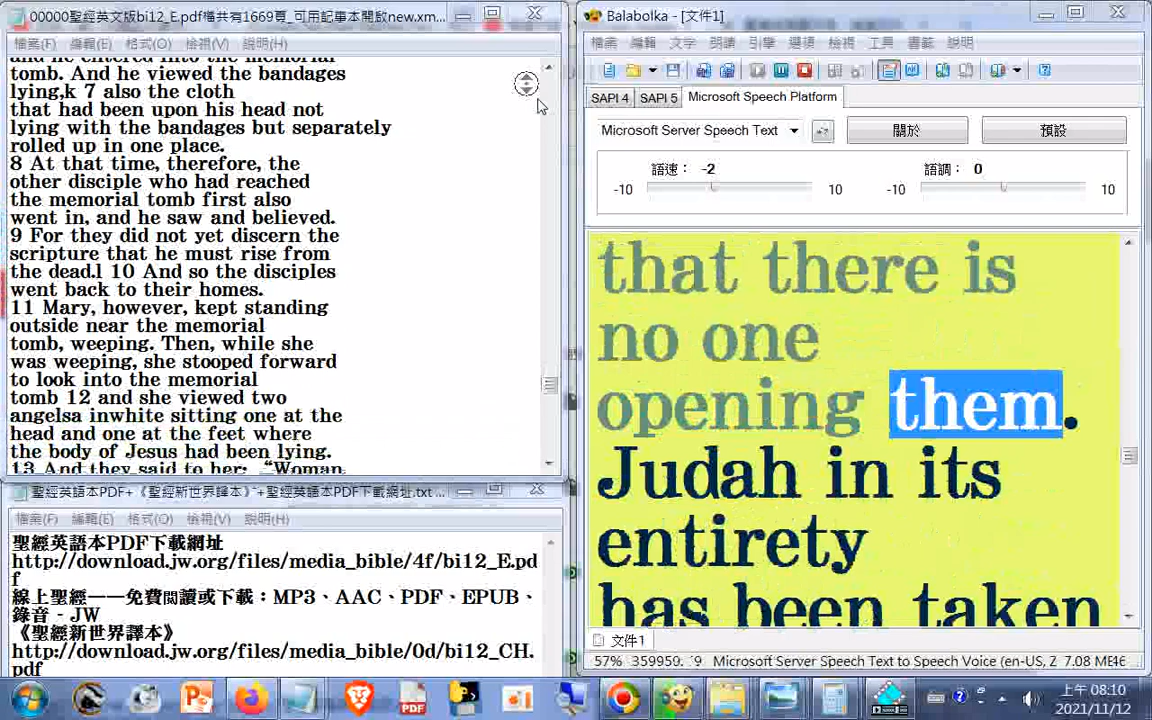 00000聖經英文版bi12_E.pdf檔共有1669頁_可用記事本開啟new.xm...
檔案(F) 編輯(E) 格式(O) 檢視(V) 說明(H)
and he entered into the memorial
tomb. And he viewed the bandages
lying,k 7 also the cloth
that had been upon his head not
lying with the bandages but separately
rolled up in one place.
8 At that time, therefore, the
other disciple who had reached
the memorial tomb first also
went in, and he saw and believed.
9 For they did not yet discern the
scripture that he must rise from
the dead.l 10 And so the disciples
went back to their homes.
11 Mary, however, kept standing
outside near the memorial
tomb, weeping. Then, while she
was weeping, she stooped forward
to look into the memorial
tomb 12 and she viewed two
angelsa inwhite sitting one at the
head and one at the feet where
the body of Jesus had been lying.
13 And they said to her: “Woman,
聖經英語本PDF+《聖經新世界譯本》+聖經英語本PDF下載網址.txt ...
檔案(F) 編輯(E) 格式(O) 檢視(V) 說明(H)
聖經英語本PDF下載網址
http://download.jw.org/files/media_bible/4f/bi12_E.pd
f
線上聖經——免費閱讀或下載：MP3、AAC、PDF、EPUB、
錄音 - JW
《聖經新世界譯本》
http://download.jw.org/files/media_bible/0d/bi12_CH.
pdf
Balabolka - [文件1]
檔案 編輯 文字 朗讀 引擎 選項 檢視 工具 書籤 說明
SAPI 4 SAPI 5 Microsoft Speech Platform
Microsoft Server Speech Text 關於 預設
語速： -2 語調： 0
-10 10 -10 10
that there is
no one
opening them.
Judah in its
entirety
has been taken
文件1
57% 359959. Microsoft Server Speech Text to Speech Voice (en-US, Z 7.08 ME
上午 08:10
2021/11/12